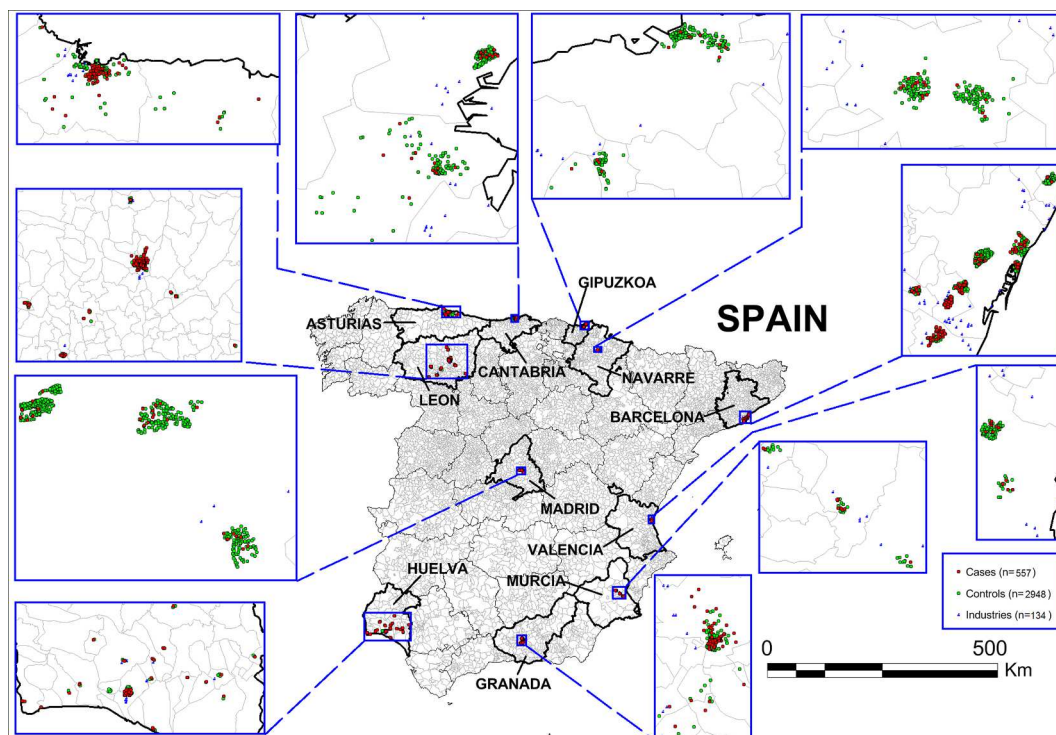 GIPUZKOA
SPAIN
ASTURIAS
CANTABRIA
NAVARRE
LEON
BARCELONA
MADRID
VALENCIA
HUELVA
MURCIA
GRANADA
Cases (n=557)
Controls (n=2948)
Industries (n=134)
0 500
Km